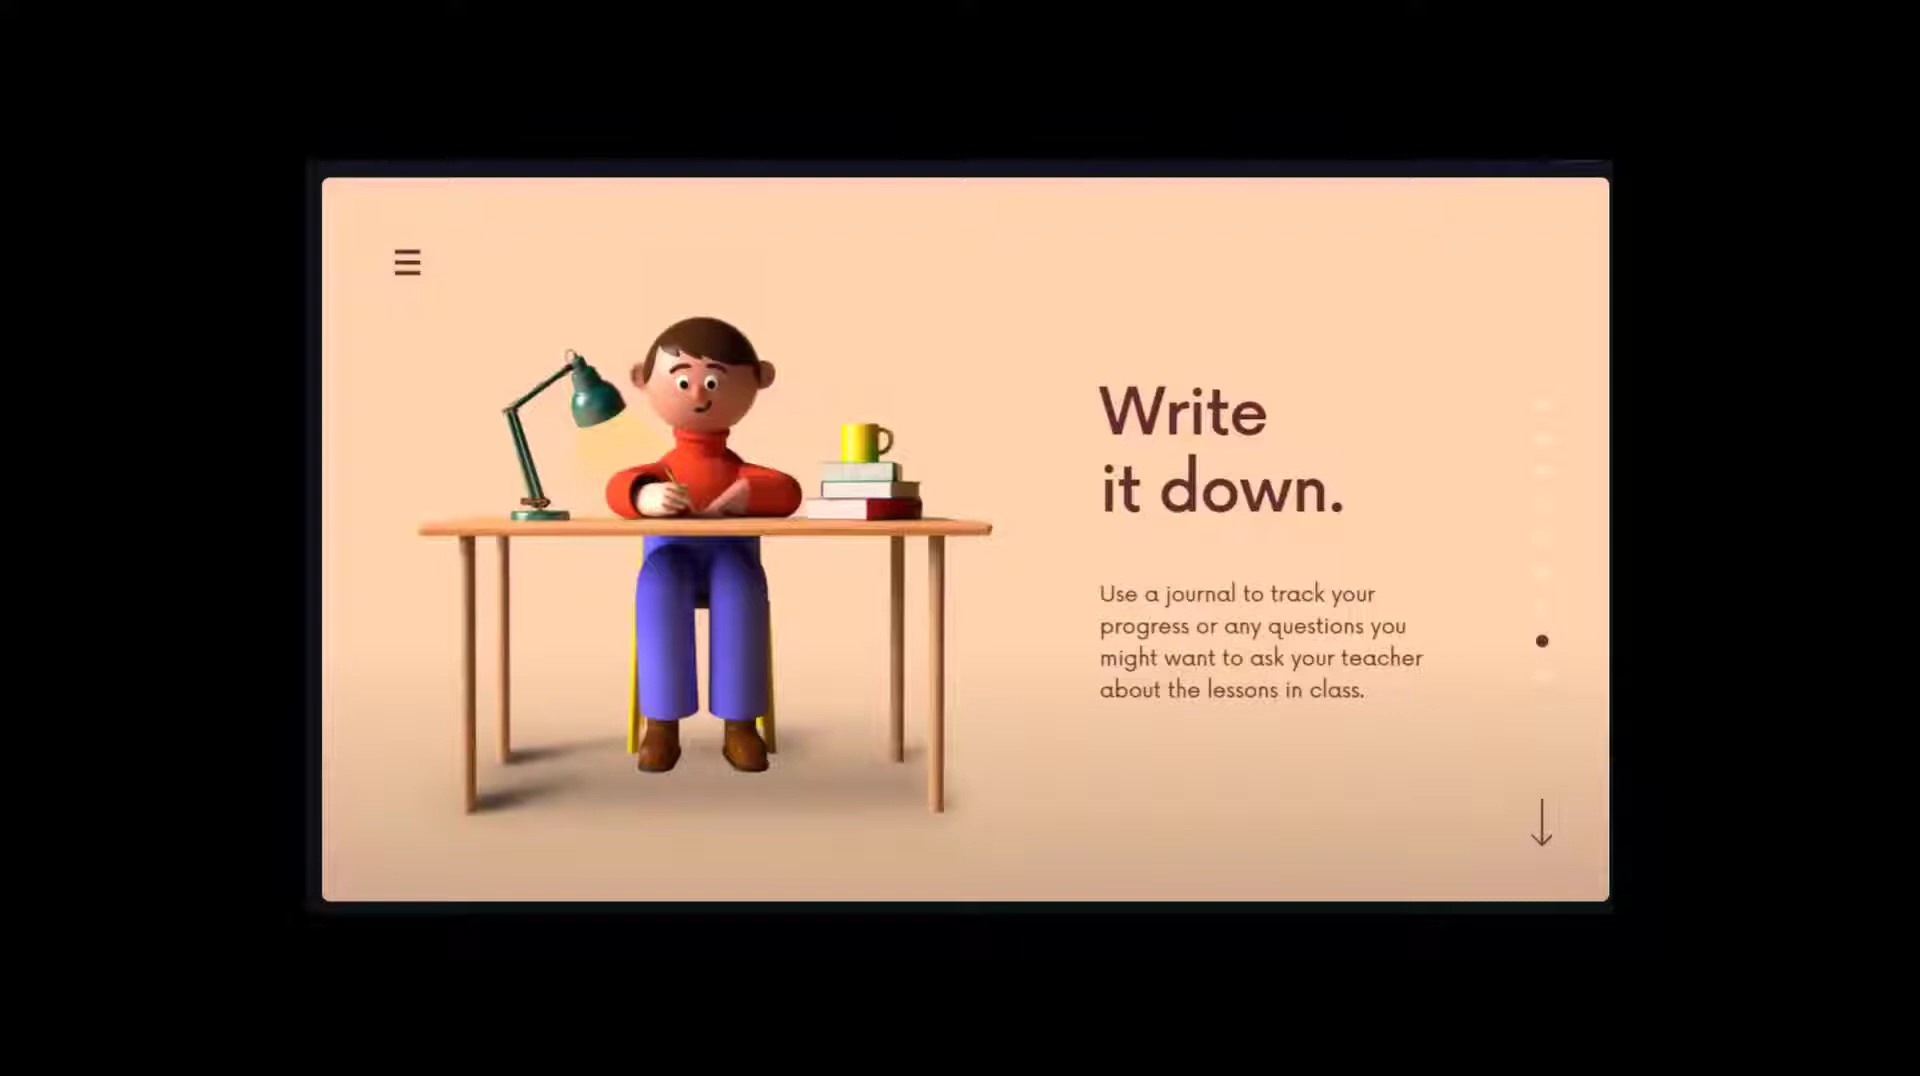 Write
it down.
Use a journal to track your
progress or any questions you
might want to ask your teacher
about the lessons in class.